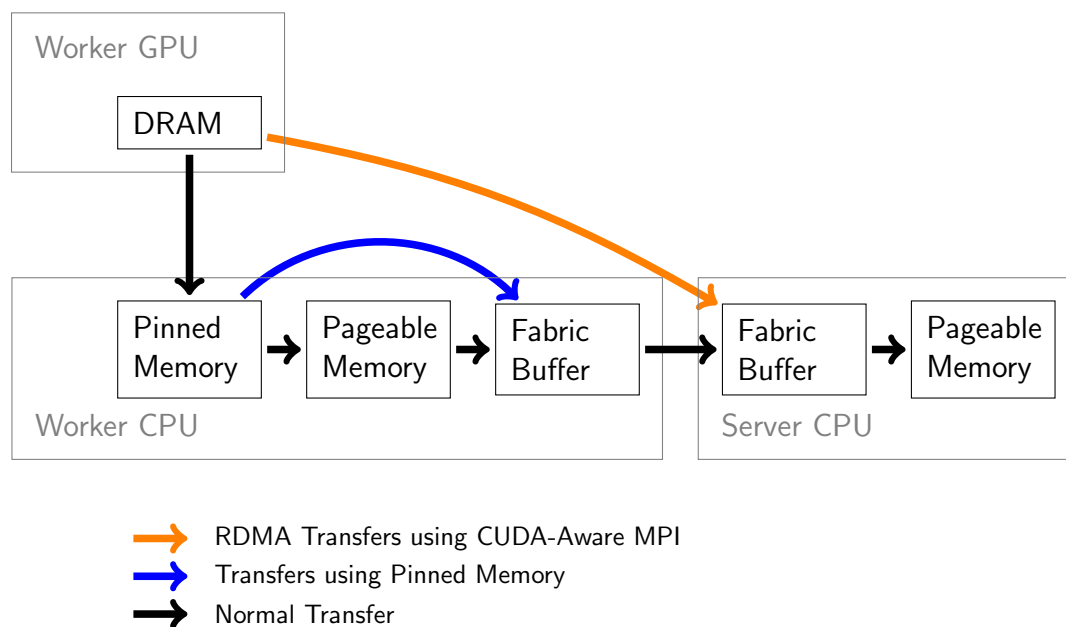 Worker GPU
DRAM
Pinned
Memory
Pageable
Memory
Fabric
Buffer
Fabric
Buffer
Pageable
Memory
Worker CPU
Server CPU
RDMA Transfers using CUDA-Aware MPI
Transfers using Pinned Memory
Normal Transfer